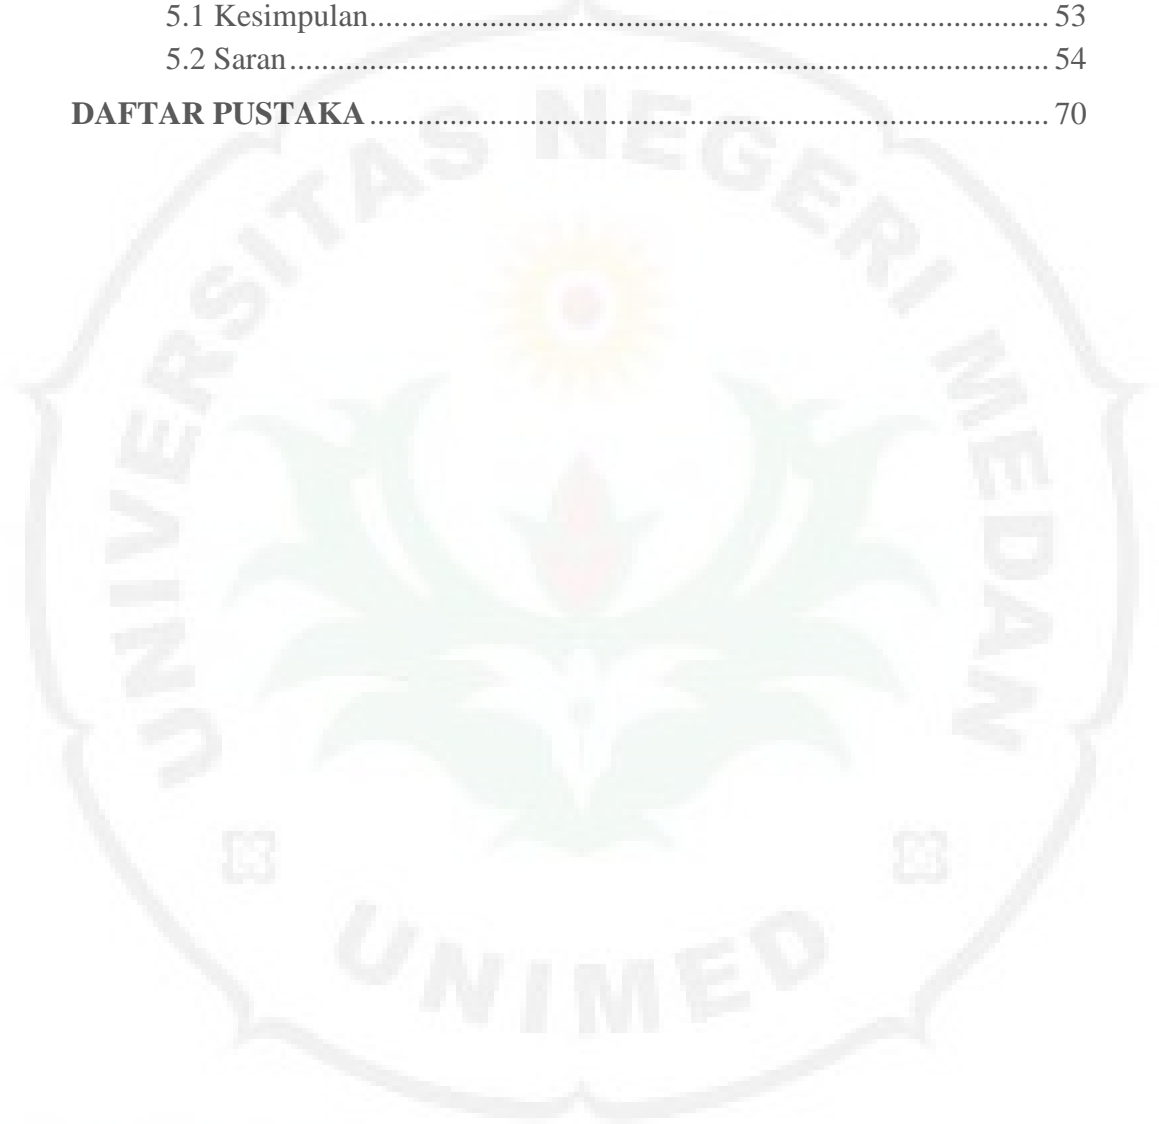 5.1 Kesimpulan.................................................................................... 53
5.2 Saran.............................................................................................. 54
DAFTAR PUSTAKA.................................................................................... 70
UNIVERSITAS NEGERI MEDAN
UNIMED